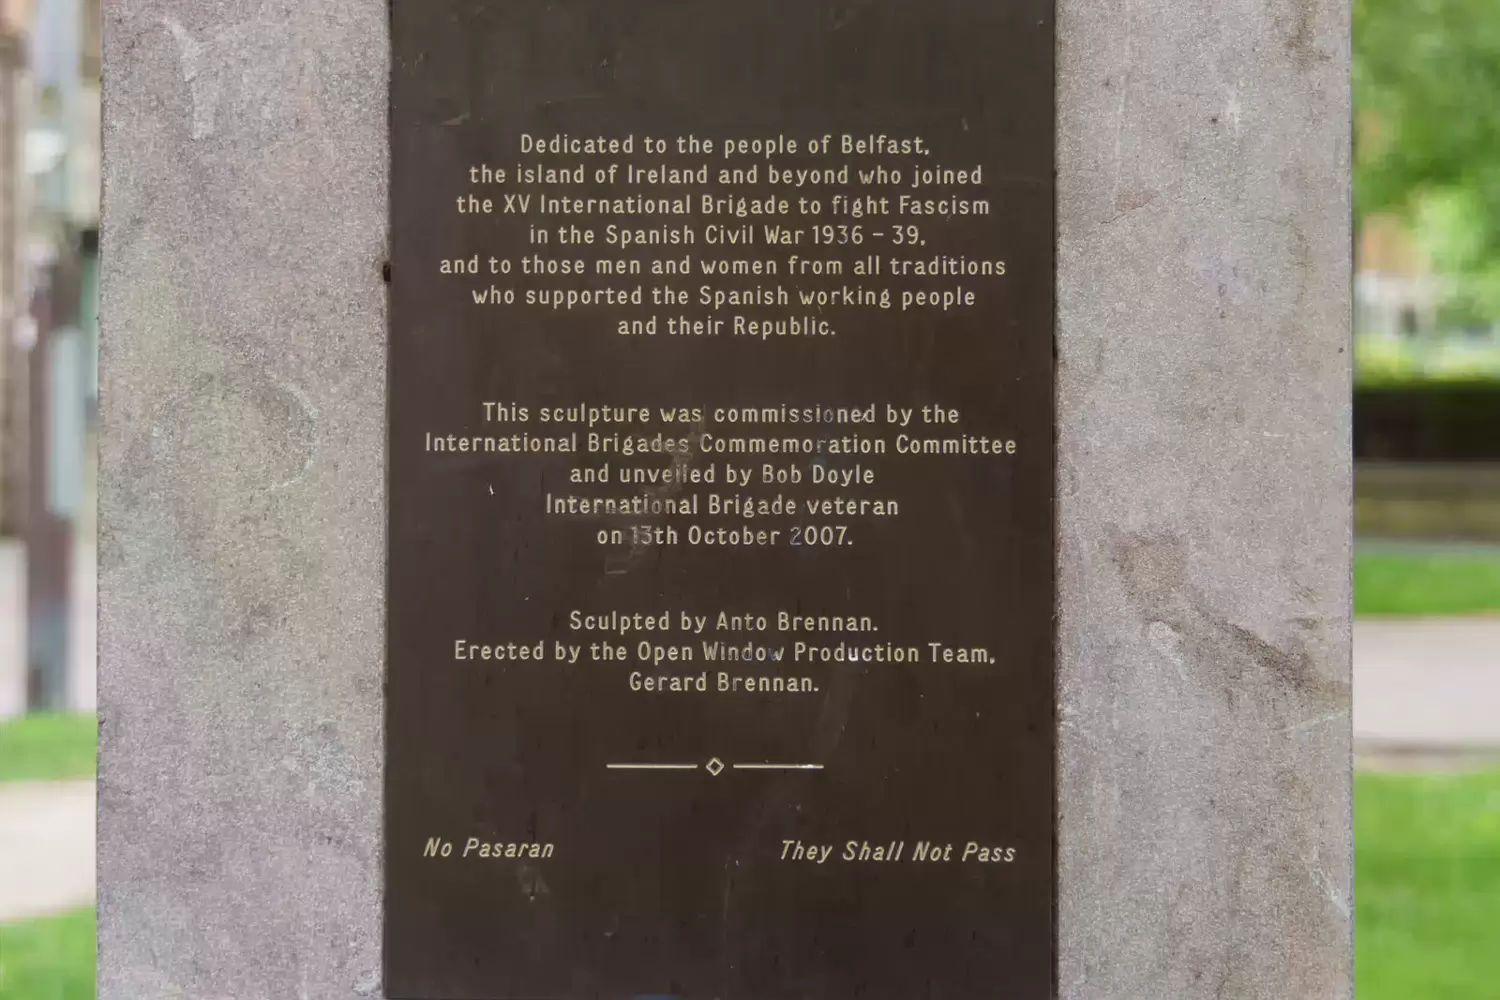 Dedicated to the people of Belfast,
the island of Ireland and beyond who joined
the XV International Brigade to fight Fascism
in the Spanish Civil War 1936 – 39,
and to those men and women from all traditions
who supported the Spanish working people
and their Republic.
This sculpture was commissioned by the
International Brigades Commemoration Committee
and unveiled by Bob Doyle
International Brigade veteran
on 13th October 2007.
Sculpted by Anto Brennan.
Erected by the Open Window Production Team,
Gerard Brennan.
No Pasaran
They Shall Not Pass